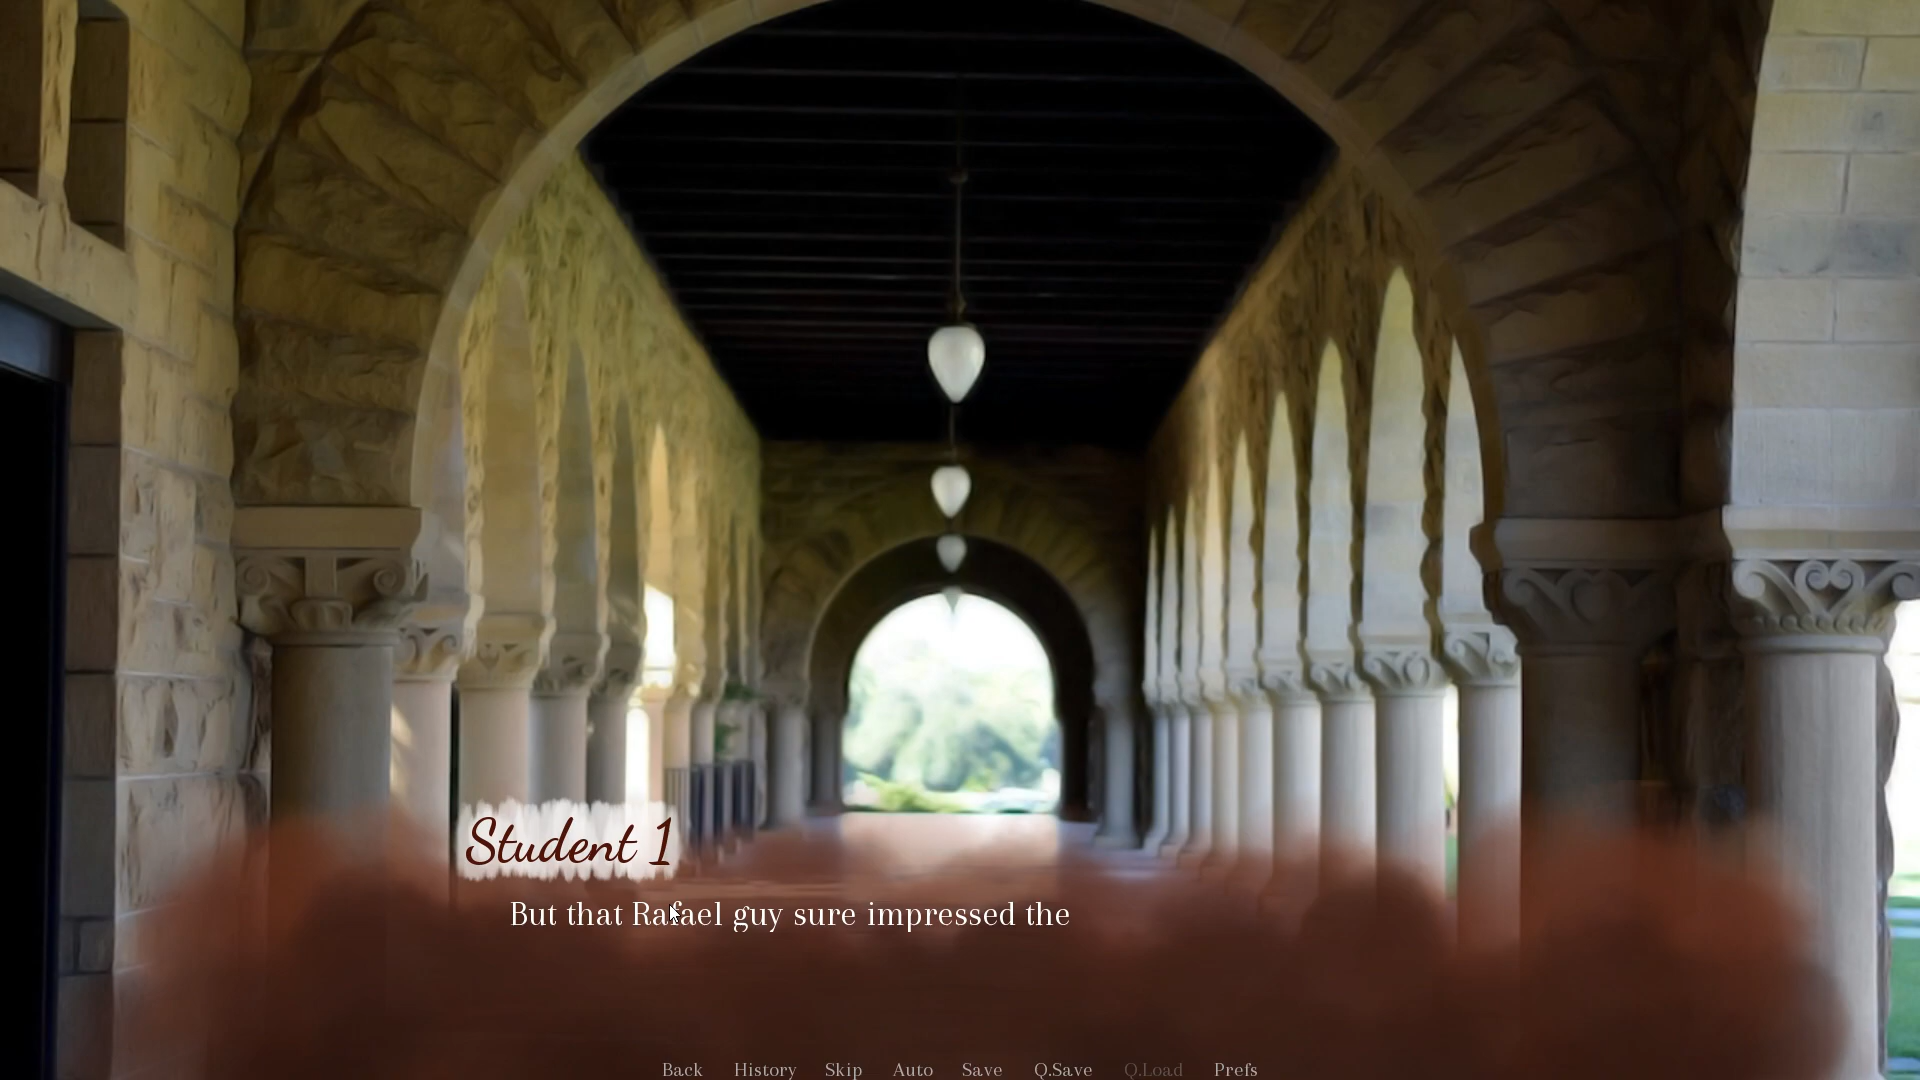 Student 1
But that Rafael guy sure impressed the
Back History Skip Auto Save Q.Save Q.Load Prefs